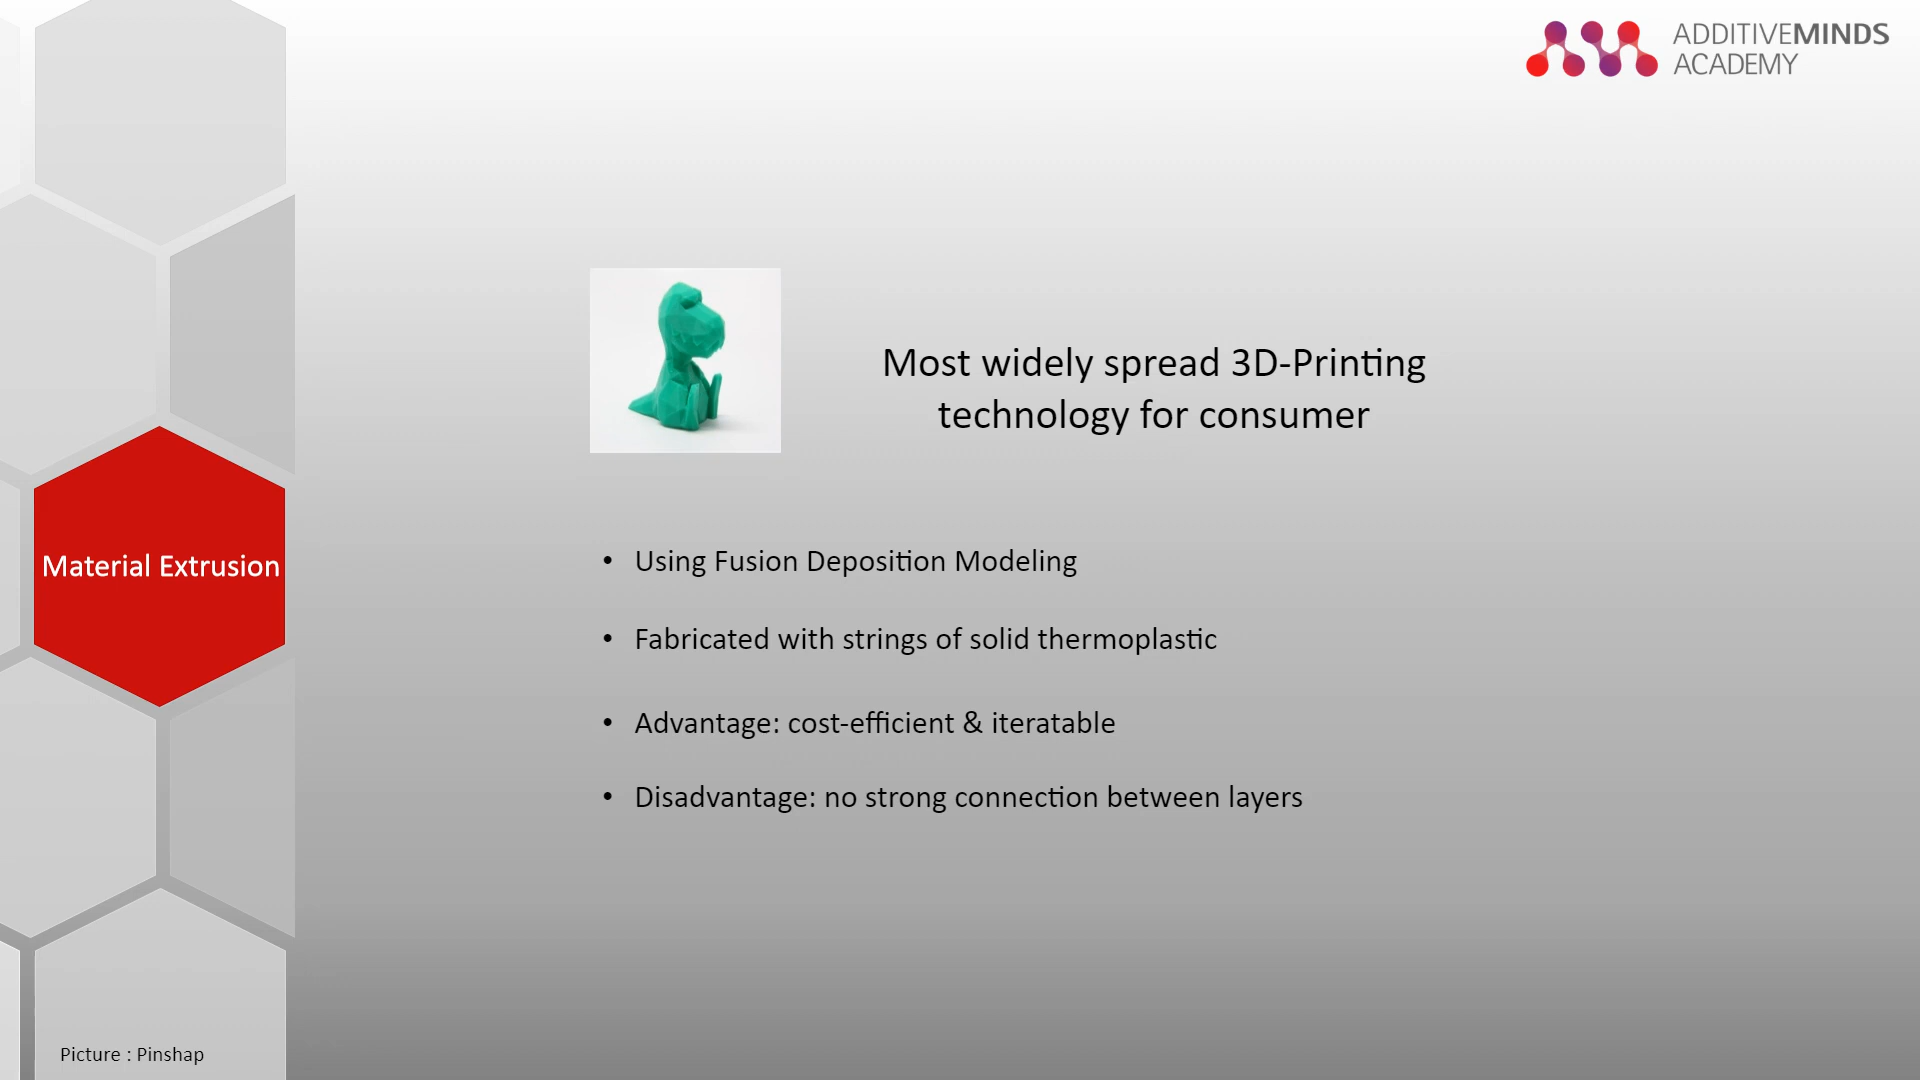 ADDITIVEMINDS
ACADEMY
Most widely spread 3D-Printing
technology for consumer
Material Extrusion
• Using Fusion Deposition Modeling
• Fabricated with strings of solid thermoplastic
• Advantage: cost-efficient & iteratable
• Disadvantage: no strong connection between layers
Picture : Pinshap